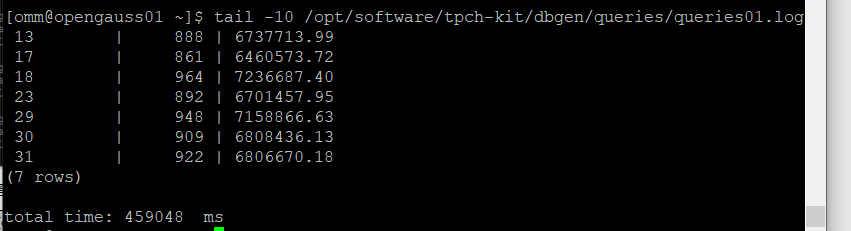 [omm@opengauss01 ~]$ tail -10 /opt/software/tpch-kit/dbgen/queries/queries01.log
13 | 888 | 6737713.99
17 | 861 | 6460573.72
18 | 964 | 7236687.40
23 | 892 | 6701457.95
29 | 948 | 7158866.63
30 | 909 | 6808436.13
31 | 922 | 6806670.18
(7 rows)
total time: 459048 ms